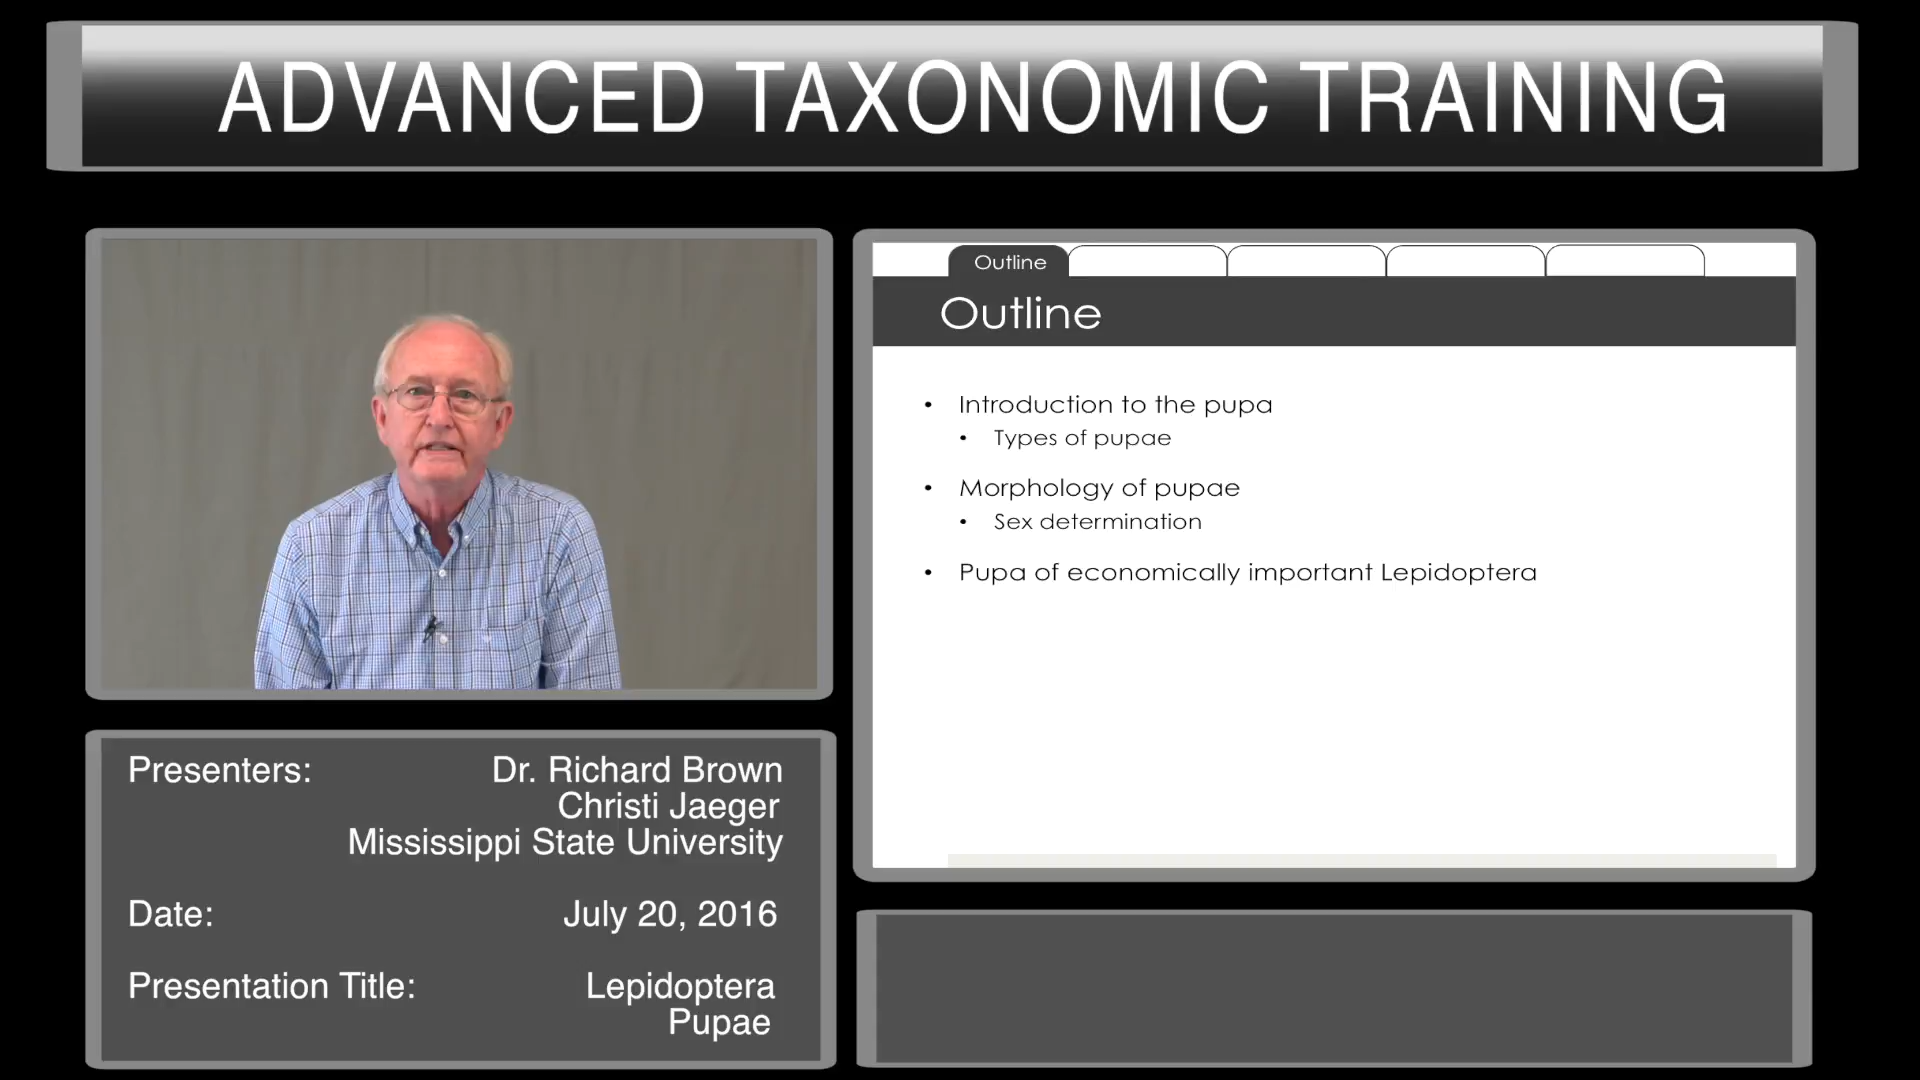 ADVANCED TAXONOMIC TRAINING
Outline
Outline
• Introduction to the pupa
• Types of pupae
• Morphology of pupae
• Sex determination
• Pupa of economically important Lepidoptera
Presenters: Dr. Richard Brown
Christi Jaeger
Mississippi State University
Date: July 20, 2016
Presentation Title: Lepidoptera
Pupae